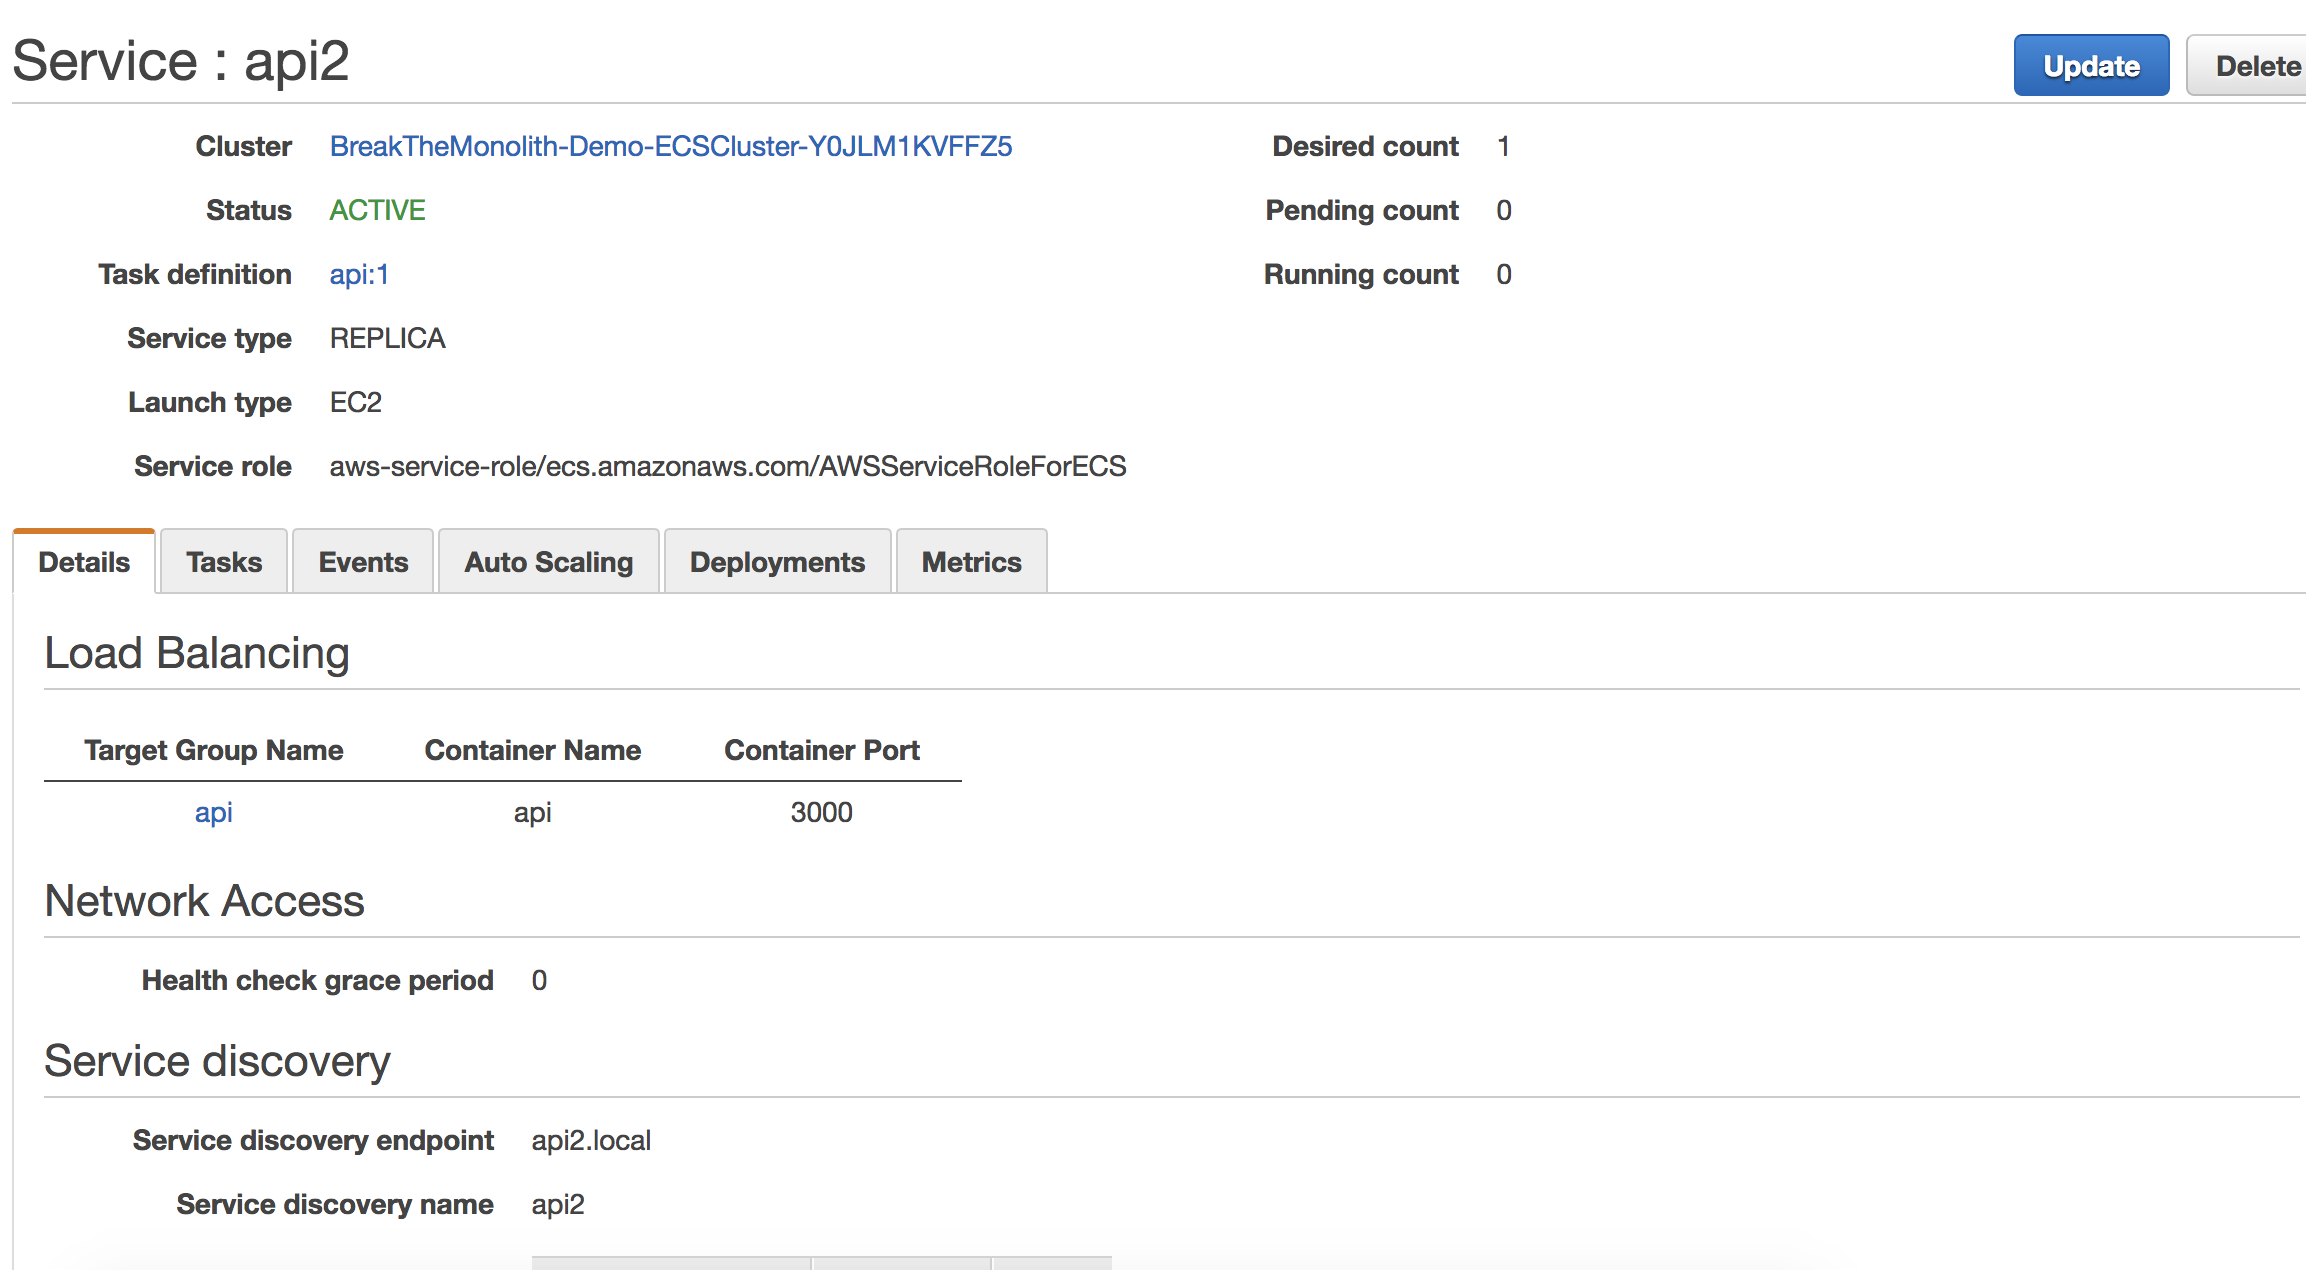 Service : api2
Update
Delete
Cluster BreakTheMonolith-Demo-ECSCluster-Y0JLM1KVFFZ5
Desired count 1
Status ACTIVE
Pending count 0
Task definition api:1
Running count 0
Service type REPLICA
Launch type EC2
Service role aws-service-role/ecs.amazonaws.com/AWSServiceRoleForECS
Details Tasks Events Auto Scaling Deployments Metrics
Load Balancing
Target Group Name Container Name Container Port
api api 3000
Network Access
Health check grace period 0
Service discovery
Service discovery endpoint api2.local
Service discovery name api2